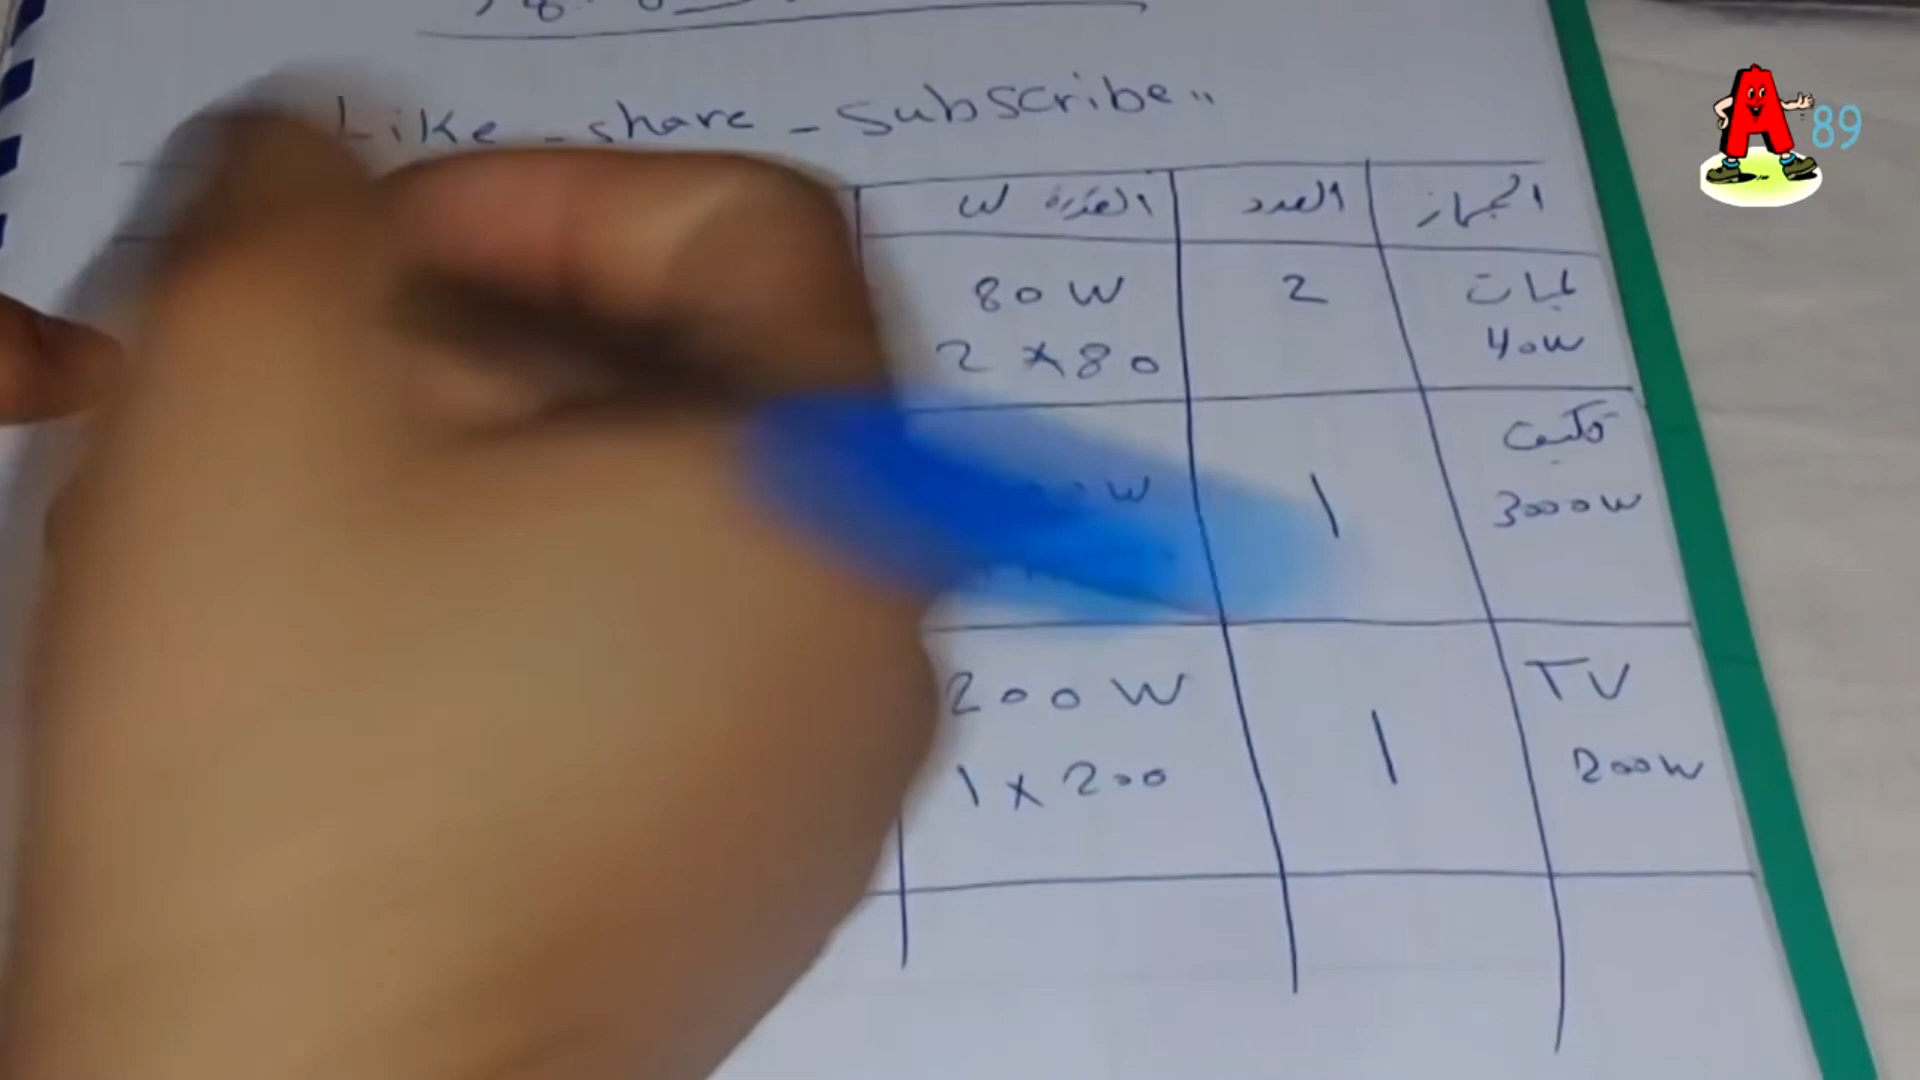 Like - share - Subscribe..
الجهاز العدد القدرة W
لمبات 2 80 W
40W 2 x 80
تكييف
3000W 1 W
TV 200 W
200W 1 1 x 200
A 89